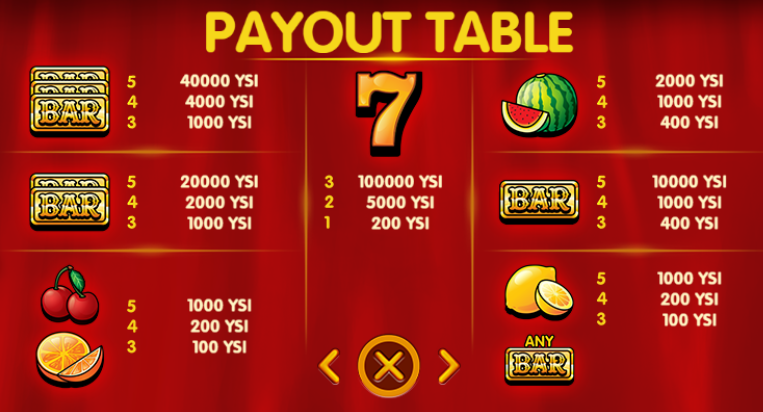 PAYOUT TABLE
BAR
5 40000 YSI
4 4000 YSI
3 1000 YSI
BAR
5 20000 YSI
4 2000 YSI
3 1000 YSI
5 1000 YSI
4 200 YSI
3 100 YSI
7
3 100000 YSI
2 5000 YSI
1 200 YSI
5 2000 YSI
4 1000 YSI
3 400 YSI
BAR
5 10000 YSI
4 1000 YSI
3 400 YSI
5 1000 YSI
4 200 YSI
3 100 YSI
ANY
BAR